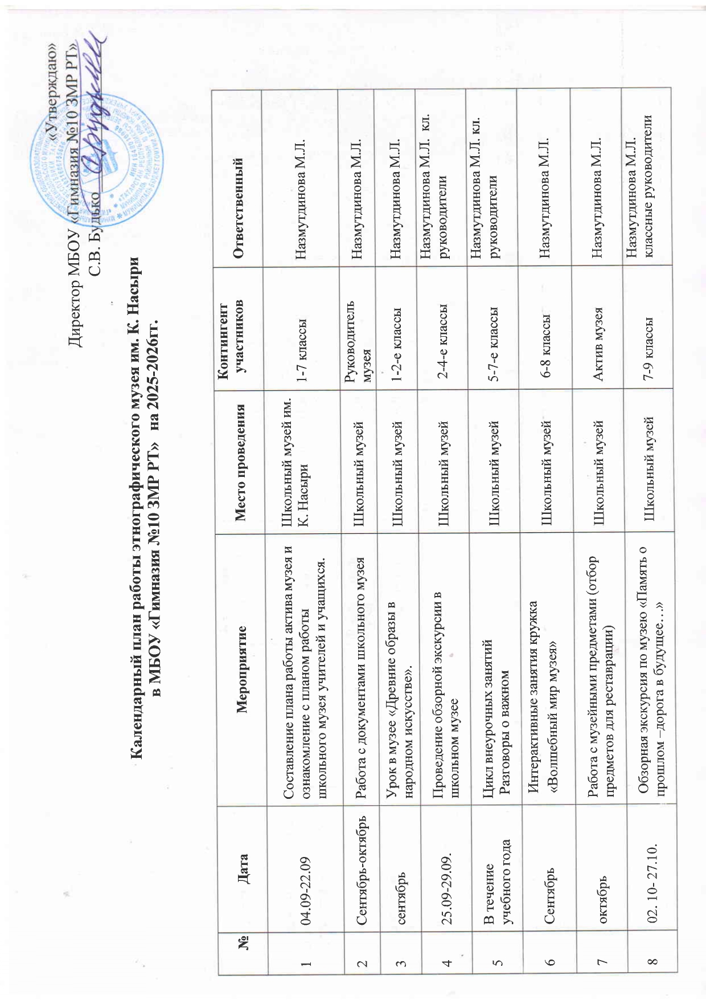 «Утверждаю»
Директор МБОУ «Гимназия №10 ЗМР РТ»
С.В. Будько
Календарный план работы этнографического музея им. К. Насыри
в МБОУ «Гимназия №10 ЗМР РТ» на 2025-2026гг.
№ Дата Мероприятие Место проведения Контингент
участников Ответственный
1 04.09-22.09 Составление плана работы актива музея и
ознакомление с планом работы
школьного музея учителей и учащихся. Школьный музей им.
К. Насыри 1-7 классы Назмутдинова М.Л.
2 Сентябрь-октябрь Работа с документами школьного музея Школьный музей Руководитель
музея Назмутдинова М.Л.
3 сентябрь Урок в музее «Древние образы в
народном искусстве». Школьный музей 1-2-е классы Назмутдинова М.Л.
4 25.09-29.09. Проведение обзорной экскурсии в
школьном музее Школьный музей 2-4-е классы Назмутдинова М.Л. кл.
руководители
5 В течение
учебного года Цикл внеурочных занятий
Разговоры о важном Школьный музей 5-7-е классы Назмутдинова М.Л. кл.
руководители
6 Сентябрь Интерактивные занятия кружка
«Волшебный мир музея» Школьный музей 6-8 классы Назмутдинова М.Л.
7 октябрь Работа с музейными предметами (отбор
предметов для реставрации) Школьный музей Актив музея Назмутдинова М.Л.
8 02. 10- 27.10. Обзорная экскурсия по музею «Память о
прошлом –дорога в будущее…» Школьный музей 7-9 классы Назмутдинова М.Л.
классные руководители